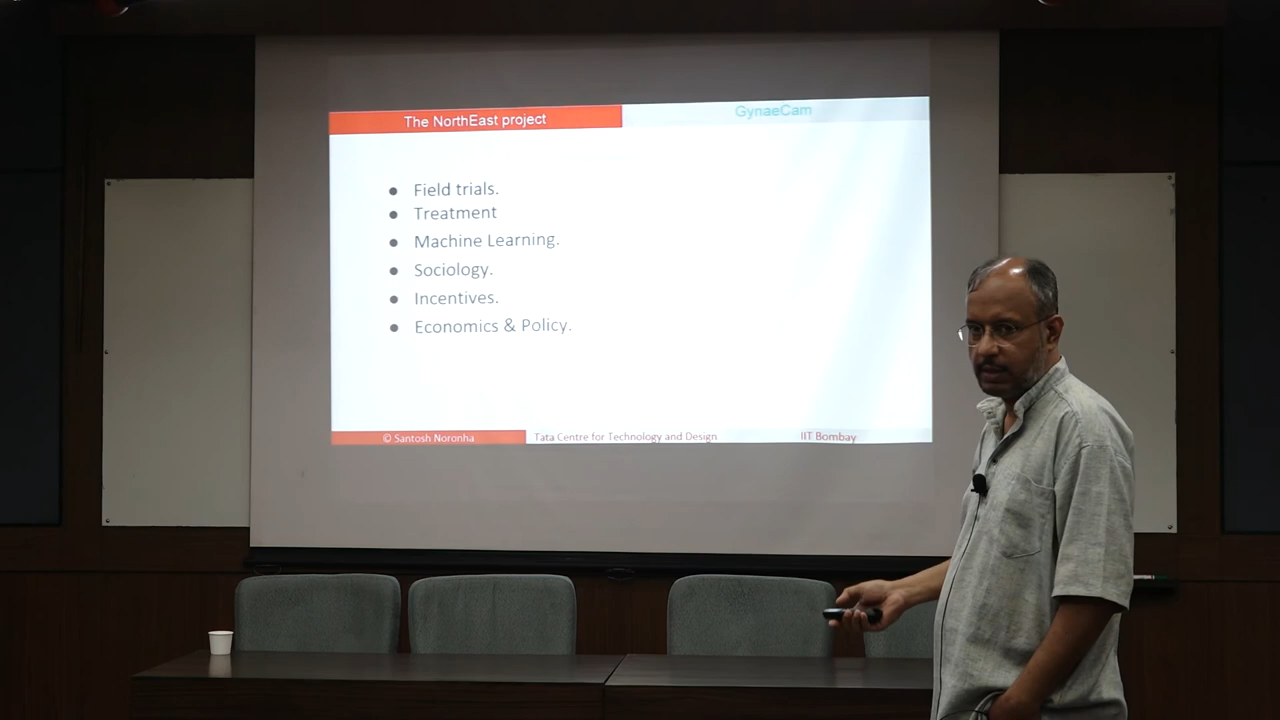 The NorthEast project
GynaeCam
● Field trials.
● Treatment
● Machine Learning.
● Sociology.
● Incentives.
● Economics & Policy.
© Santosh Noronha
Tata Centre for Technology and Design
IIT Bombay